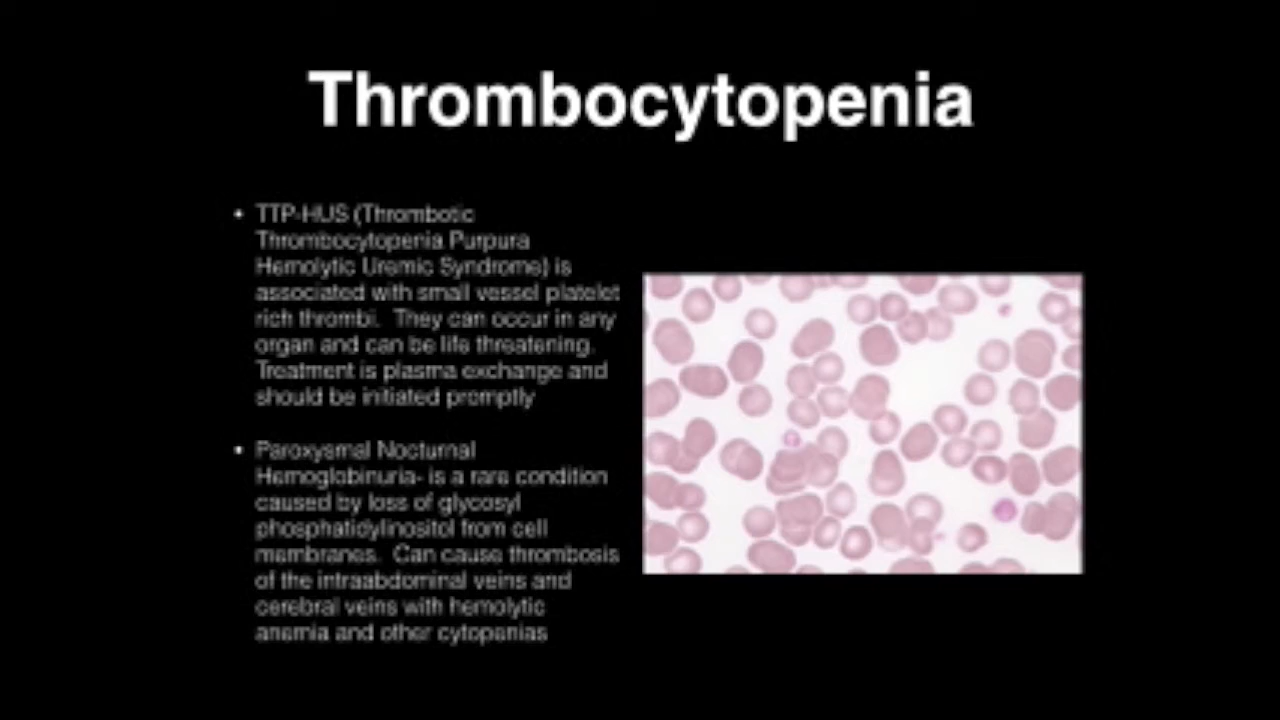 Thrombocytopenia
• TTP-HUS (Thrombotic
Thrombocytopenia Purpura
Hemolytic Uremic Syndrome) is
associated with small vessel platelet
rich thrombi. They can occur in any
organ and can be life threatening.
Treatment is plasma exchange and
should be initiated promptly
• Paroxysmal Nocturnal
Hemoglobinuria- is a rare condition
caused by loss of glycosyl
phosphatidylinositol from cell
membranes. Can cause thrombosis
of the intraabdominal veins and
cerebral veins with hemolytic
anemia and other cytopenias